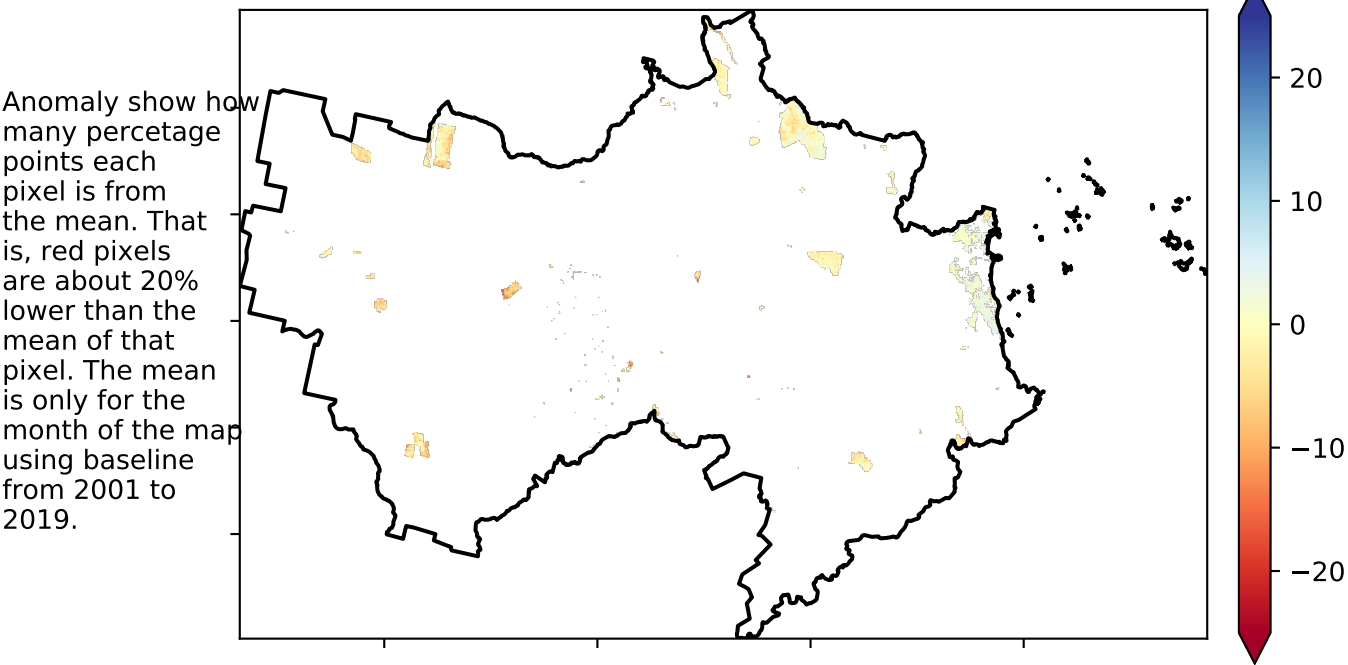 Anomaly show how
many percetage
points each
pixel is from
the mean. That
is, red pixels
are about 20%
lower than the
mean of that
pixel. The mean
is only for the
month of the map
using baseline
from 2001 to
2019.
20
10
0
−10
−20